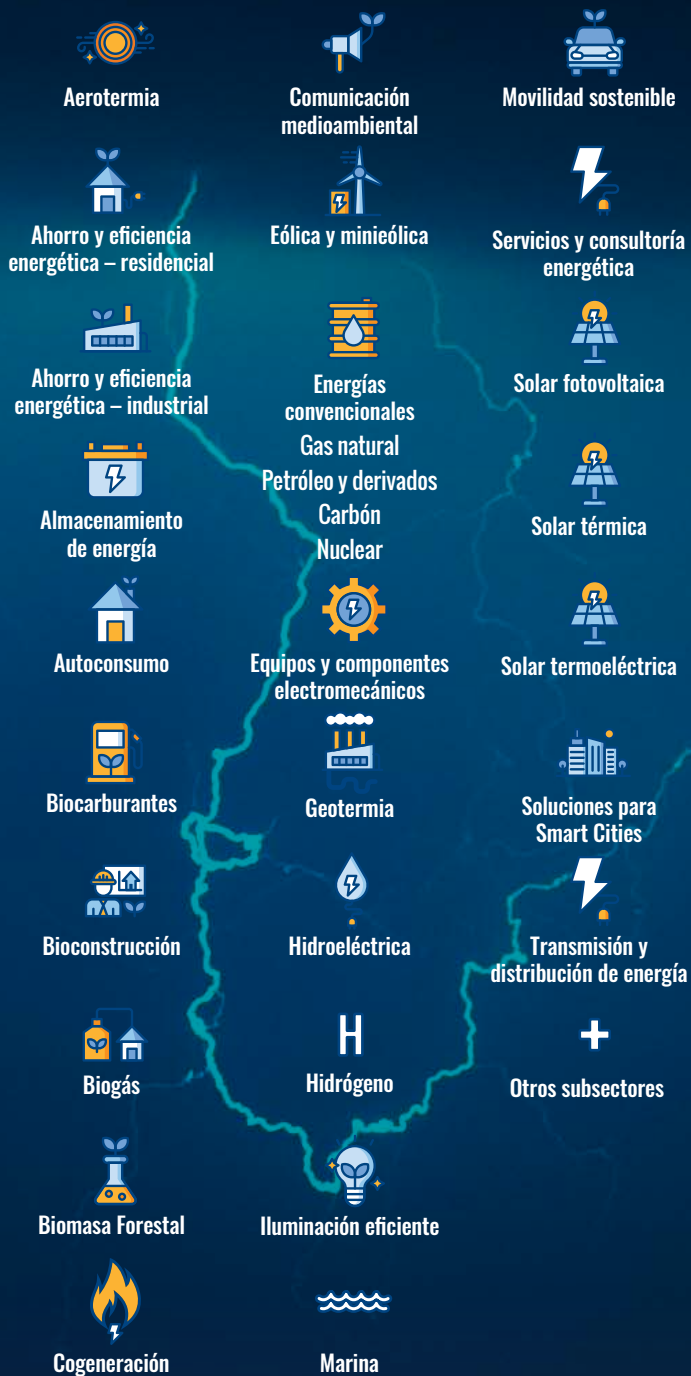 Aerotermia
Ahorro y eficiencia
energética – residencial
Ahorro y eficiencia
energética – industrial
Almacenamiento
de energía
Autoconsumo
Biocarburantes
Bioconstrucción
Biogás
Biomasa Forestal
Cogeneración
Comunicación
medioambiental
Eólica y minieólica
Energías
convencionales
Gas natural
Petróleo y derivados
Carbón
Nuclear
Equipos y componentes
electromecánicos
Geotermia
Hidroeléctrica
H
Hidrógeno
Iluminación eficiente
Marina
Movilidad sostenible
Servicios y consultoría
energética
Solar fotovoltaica
Solar térmica
Solar termoeléctrica
Soluciones para
Smart Cities
Transmisión y
distribución de energía
+
Otros subsectores